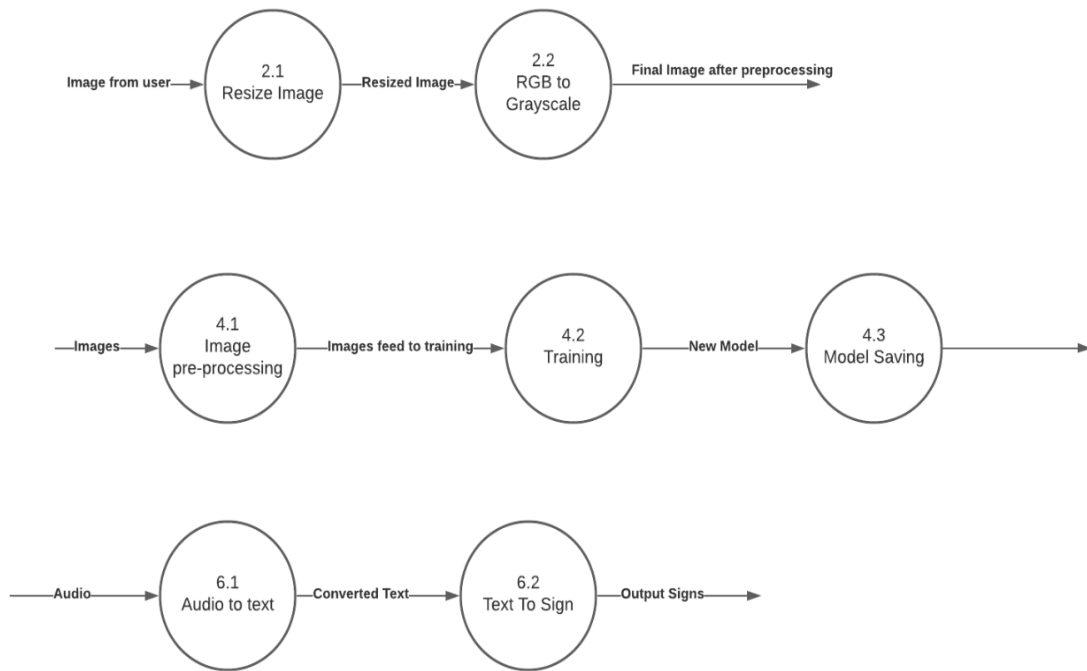 Image from user
2.1
Resize Image
Resized Image
2.2
RGB to
Grayscale
Final Image after preprocessing
Images
4.1
Image
pre-processing
Images feed to training
4.2
Training
New Model
4.3
Model Saving
Audio
6.1
Audio to text
Converted Text
6.2
Text To Sign
Output Signs